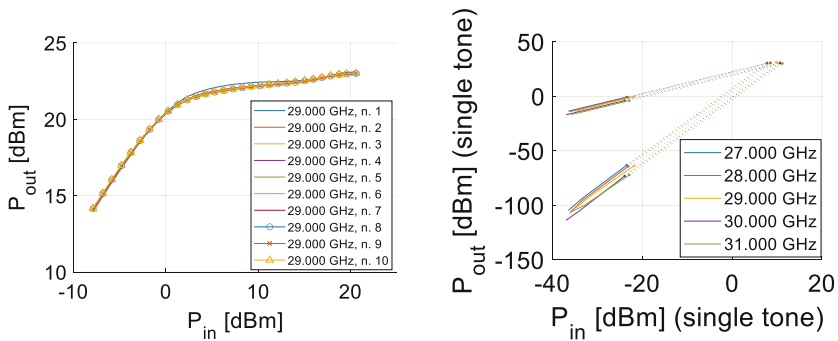 25
20
15
10
-10
0
10
20
P_out [dBm]
P_in [dBm]
29.000 GHz, n. 1
29.000 GHz, n. 2
29.000 GHz, n. 3
29.000 GHz, n. 4
29.000 GHz, n. 5
29.000 GHz, n. 6
29.000 GHz, n. 7
29.000 GHz, n. 8
29.000 GHz, n. 9
29.000 GHz, n. 10
50
0
-50
-100
-150
-40
-20
0
20
P_out [dBm] (single tone)
P_in [dBm] (single tone)
27.000 GHz
28.000 GHz
29.000 GHz
30.000 GHz
31.000 GHz